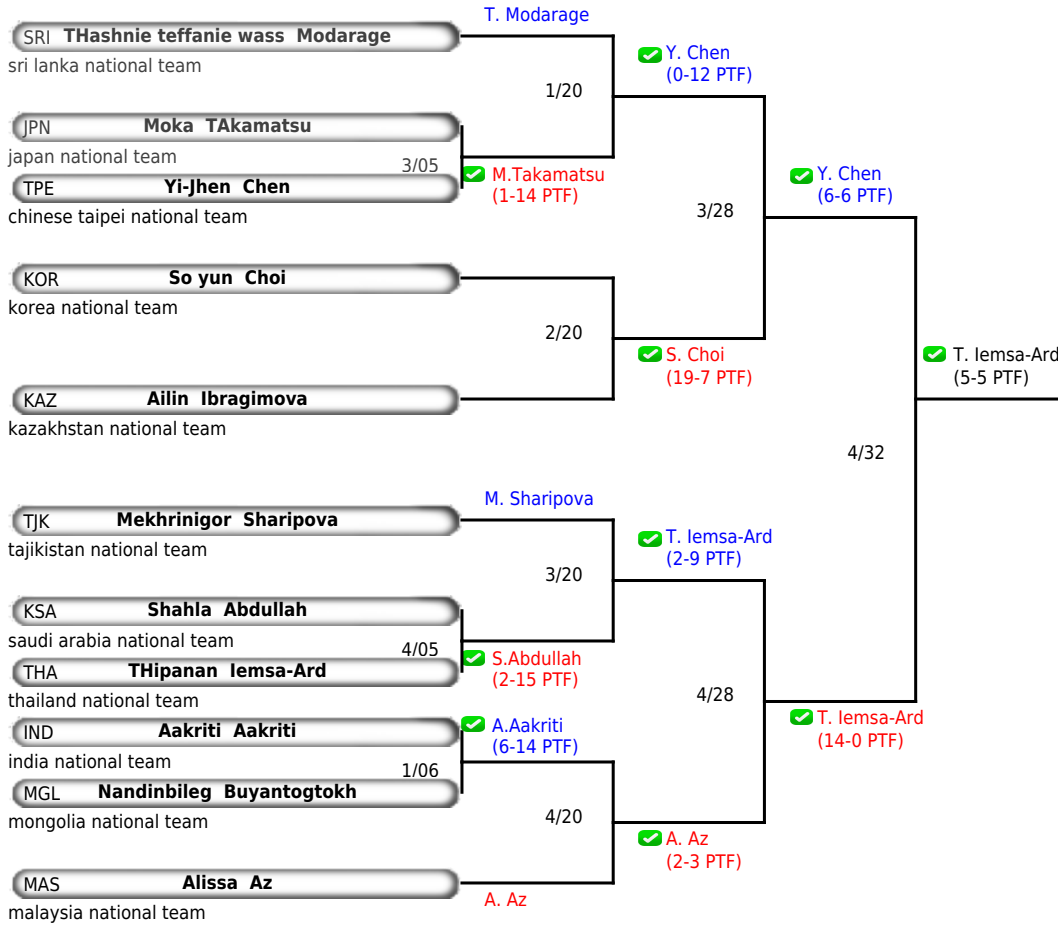 T. Modarage
SRI THashnie teffanie wass Modarage
sri lanka national team
Y. Chen
(0-12 PTF)
1/20
JPN Moka TAkamatsu
japan national team
3/05
M.Takamatsu
(1-14 PTF)
TPE Yi-Jhen Chen
chinese taipei national team
Y. Chen
(6-6 PTF)
3/28
KOR So yun Choi
korea national team
2/20
S. Choi
(19-7 PTF)
KAZ Ailin Ibragimova
kazakhstan national team
T. Iemsa-Ard
(5-5 PTF)
4/32
M. Sharipova
TJK Mekhrinigor Sharipova
tajikistan national team
T. Iemsa-Ard
(2-9 PTF)
3/20
KSA Shahla Abdullah
saudi arabia national team
4/05
S.Abdullah
(2-15 PTF)
THA THipanan Iemsa-Ard
thailand national team
4/28
T. Iemsa-Ard
(14-0 PTF)
IND Aakriti Aakriti
india national team
A.Aakriti
(6-14 PTF)
1/06
MGL Nandinbileg Buyantogtokh
mongolia national team
4/20
A. Az
(2-3 PTF)
MAS Alissa Az
malaysia national team
A. Az